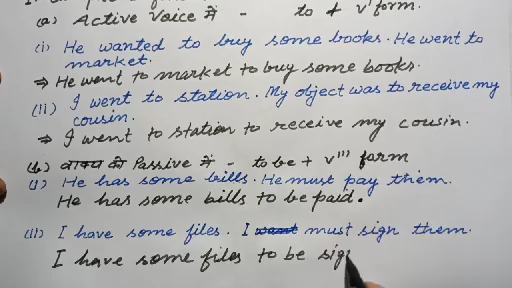 (a) Active Voice में - to + v' form.
(i) He wanted to buy some books. He went to
market.
⇒ He went to market to buy some books.
(ii) I went to station. My object was to receive my
cousin.
⇒ I went to station to receive my cousin.
(b) वाक्य को Passive में - to be + v''' form
(i) He has some bills. He must pay them.
He has some bills to be paid.
(ii) I have some files. I want must sign them.
I have some files to be sig